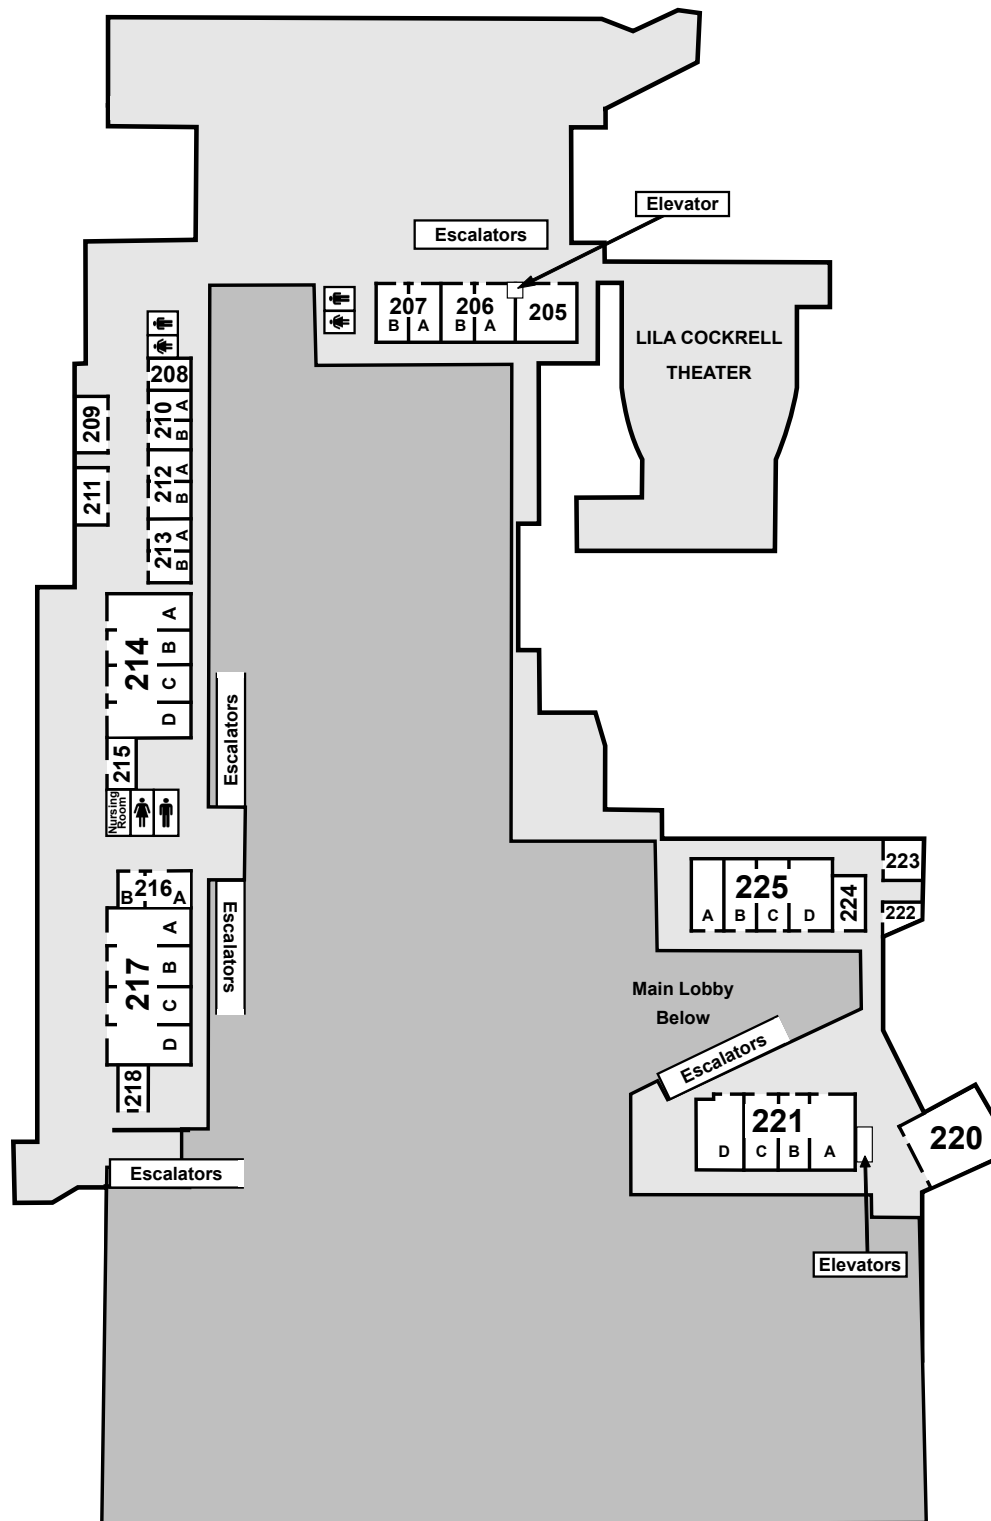 Elevator
Escalators
207
B A
206
B A
205
LILA COCKRELL
THEATER
208
209
210
A
B
211
212
A
B
213
A
B
214
A
B
C
D
Escalators
215
Nursing
Room
216
B A
217
A
B
C
D
Escalators
218
Escalators
223
225
A B C D
224
222
Main Lobby
Below
Escalators
221
D C B A
220
Elevators